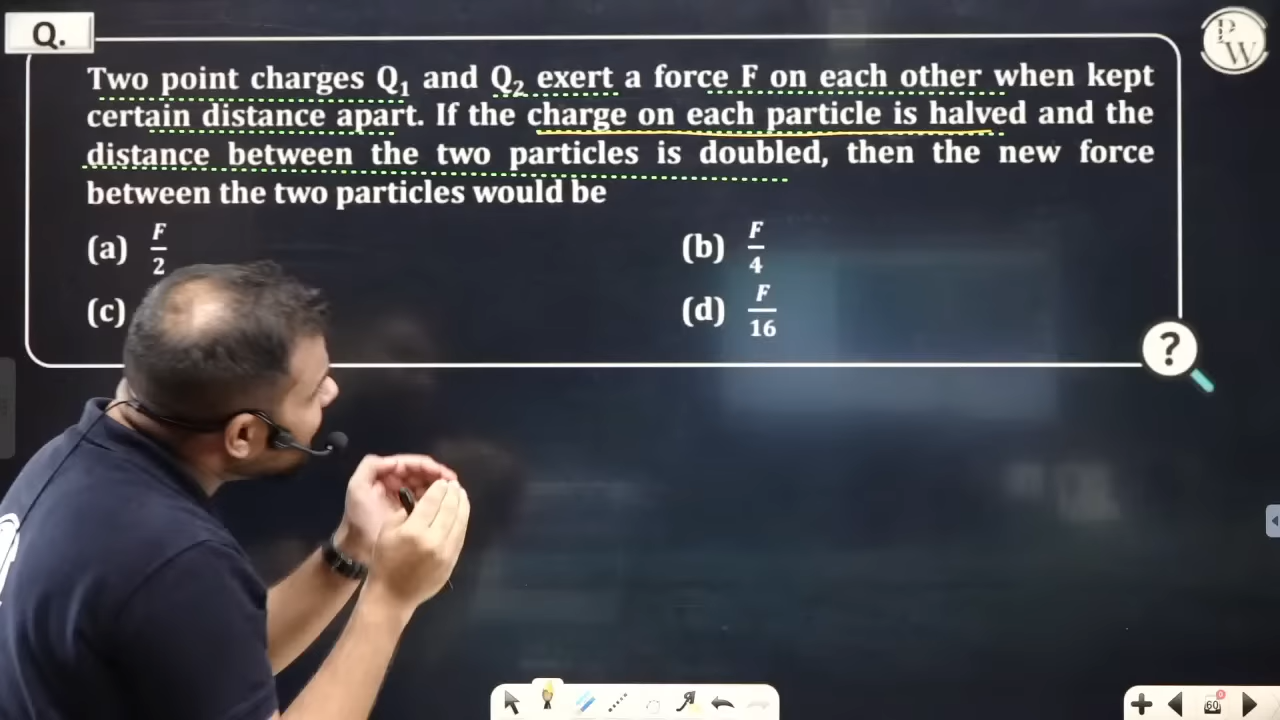 Q.
PW
Two point charges Q₁ and Q₂ exert a force F on each other when kept
certain distance apart. If the charge on each particle is halved and the
distance between the two particles is doubled, then the new force
between the two particles would be
(a) F/2
(b) F/4
(c)
(d) F/16
?
60